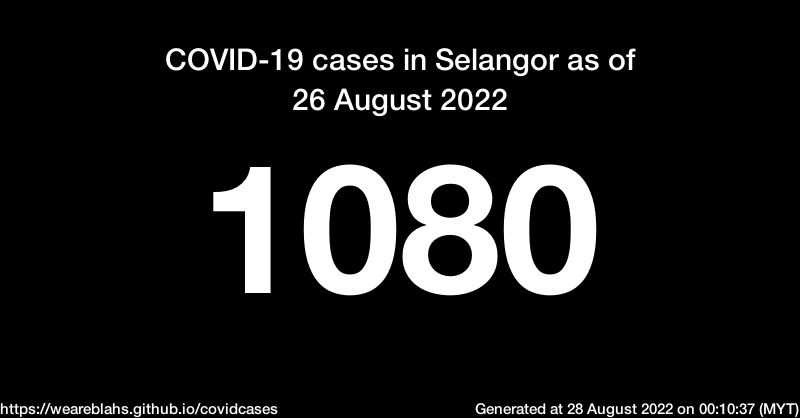 COVID-19 cases in Selangor as of
26 August 2022
1080
https://weareblahs.github.io/covidcases
Generated at 28 August 2022 on 00:10:37 (MYT)